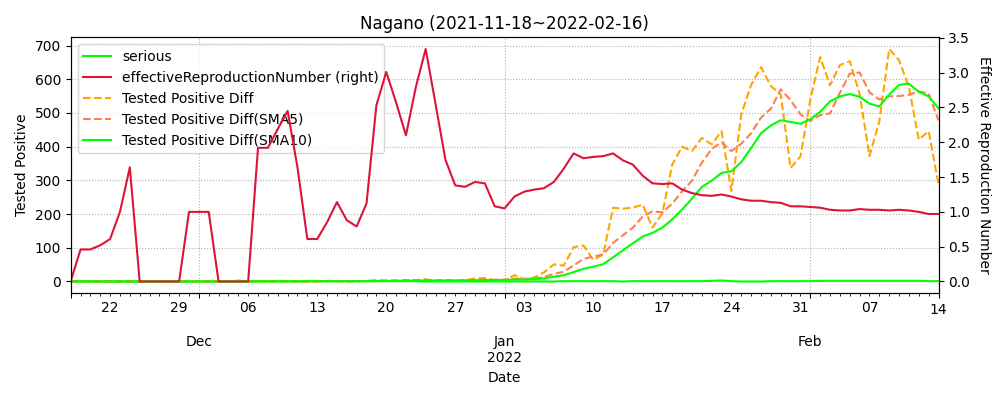 Nagano (2021-11-18~2022-02-16)
serious
effectiveReproductionNumber (right)
Tested Positive Diff
Tested Positive Diff(SMA5)
Tested Positive Diff(SMA10)
Tested Positive
700
600
500
400
300
200
100
0
3.5
3.0
2.5
2.0
1.5
1.0
0.5
0.0
Effective Reproduction Number
22 29 06 13 20 27 03 10 17 24 31 07 14
Dec Jan Feb
2022
Date